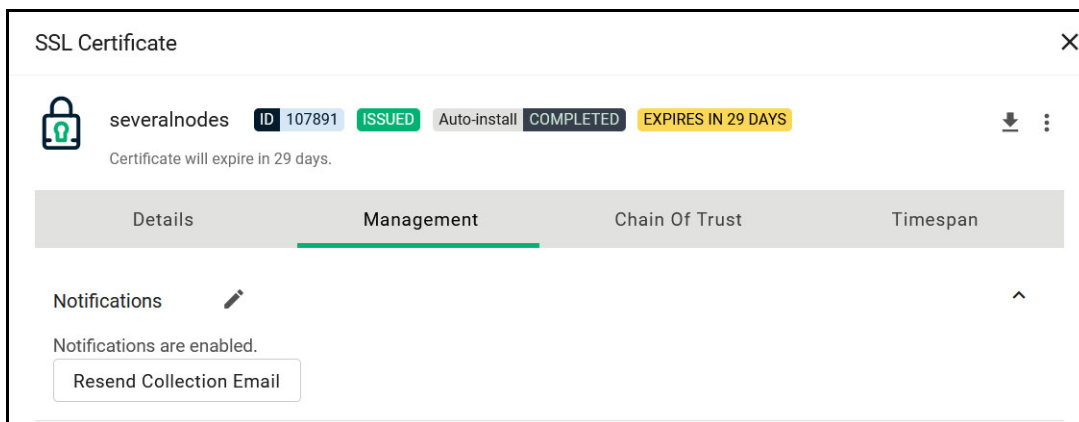 SSL Certificate
severalnodes ID 107891 ISSUED Auto-install COMPLETED EXPIRES IN 29 DAYS
Certificate will expire in 29 days.
Details Management Chain Of Trust Timespan
Notifications
Notifications are enabled.
Resend Collection Email